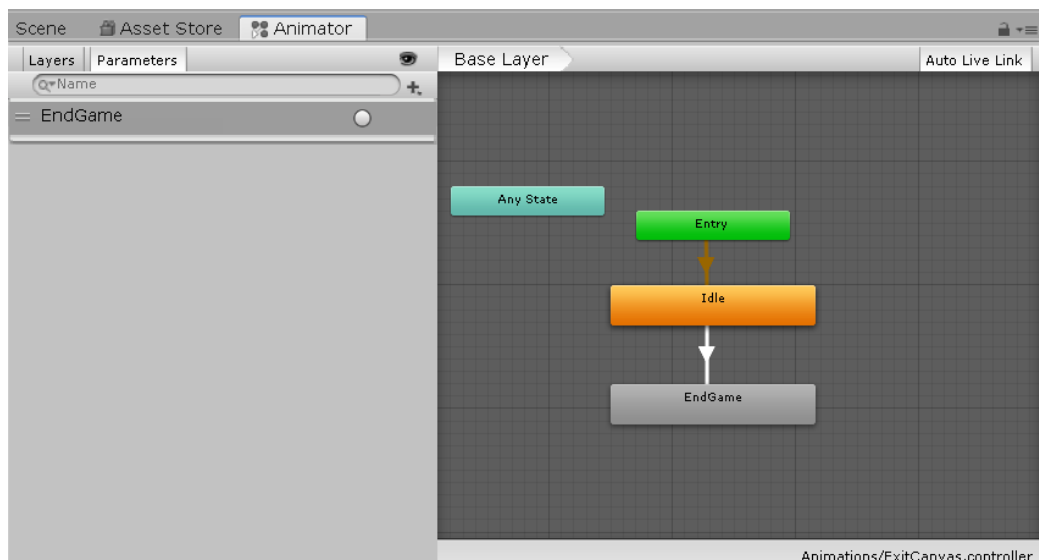 Scene Asset Store Animator
Layers Parameters Base Layer Auto Live Link
Name
EndGame
Any State
Entry
Idle
EndGame
Animations/ExitCanvas.controller